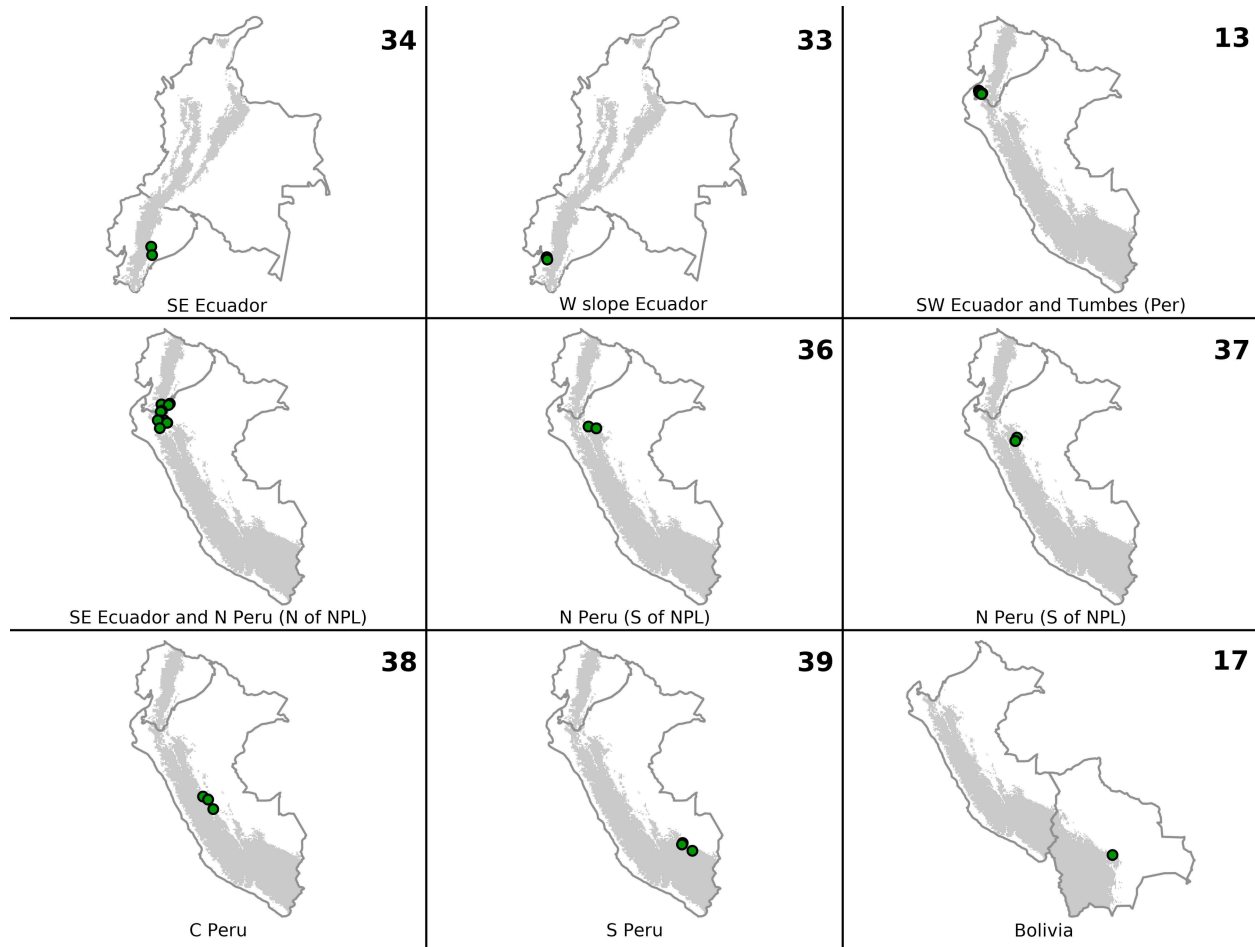 34
SE Ecuador
33
W slope Ecuador
13
SW Ecuador and Tumbes (Per)
SE Ecuador and N Peru (N of NPL)
36
N Peru (S of NPL)
37
N Peru (S of NPL)
38
C Peru
39
S Peru
17
Bolivia